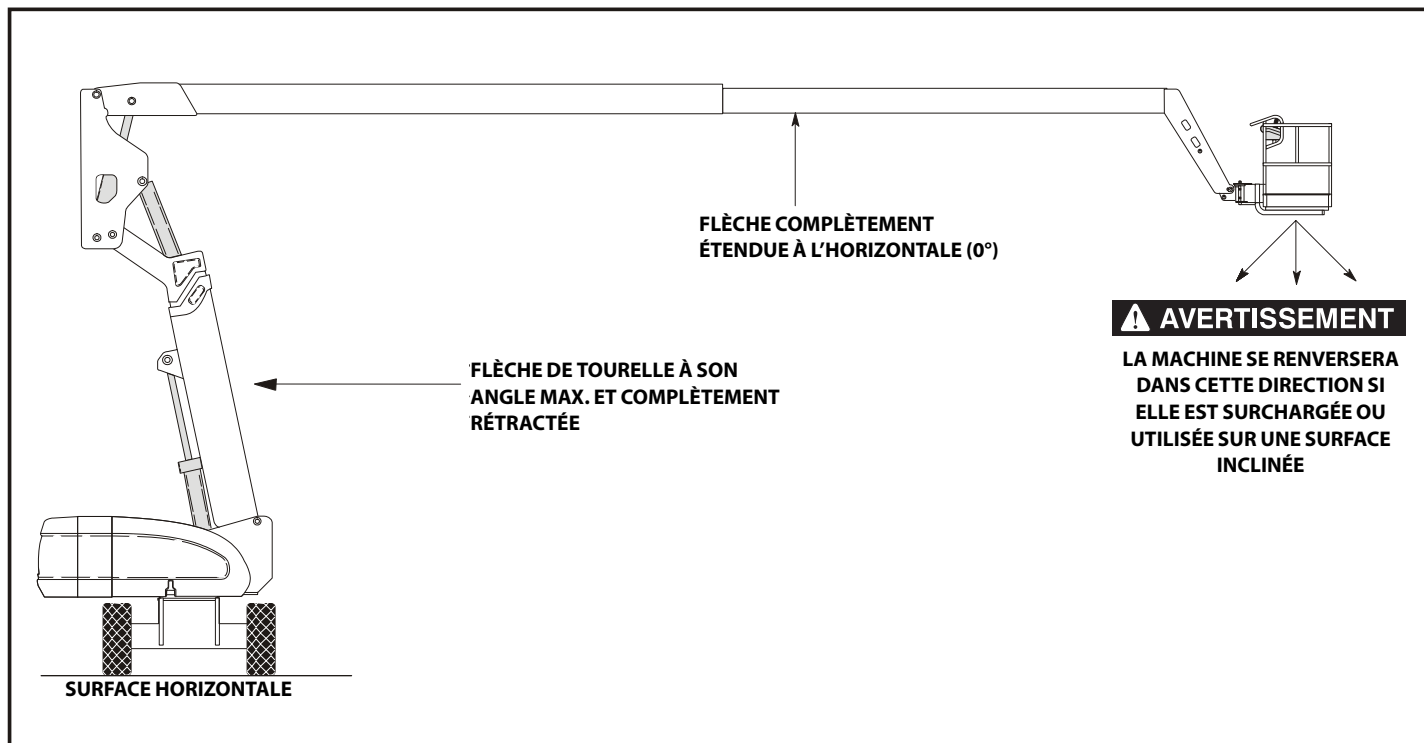 FLÈCHE COMPLÈTEMENT
ÉTENDUE À L’HORIZONTALE (0°)
AVERTISSEMENT
LA MACHINE SE RENVERSERA
DANS CETTE DIRECTION SI
ELLE EST SURCHARGÉE OU
UTILISÉE SUR UNE SURFACE
INCLINÉE
FLÈCHE DE TOURELLE À SON
ANGLE MAX. ET COMPLÈTEMENT
RÉTRACTÉE
SURFACE HORIZONTALE